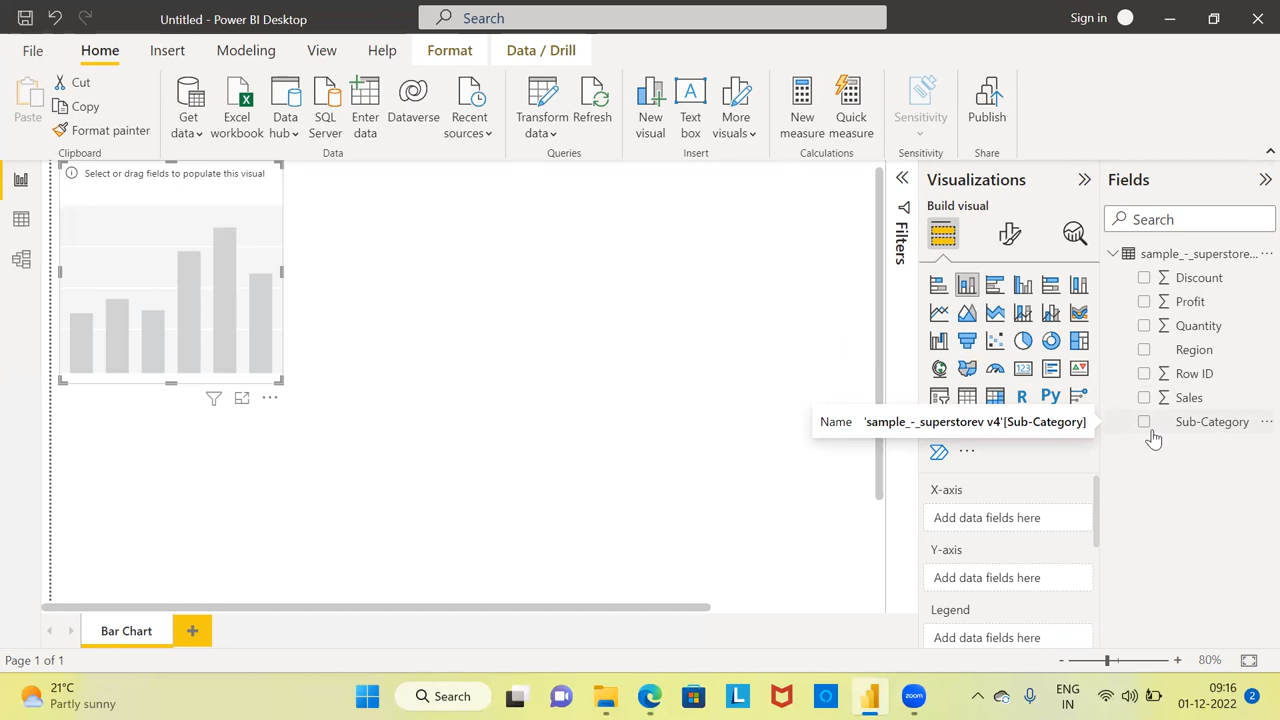 Untitled - Power BI Desktop
Search
Sign in
File
Home
Insert
Modeling
View
Help
Format
Data / Drill
Paste
Cut
Copy
Format painter
Clipboard
Get
data
Excel
workbook
Data
hub
SQL
Server
Enter
data
Dataverse
Recent
sources
Data
Transform
data
Refresh
Queries
New
visual
A
Text
box
More
visuals
Insert
New
measure
Quick
measure
Calculations
Sensitivity
Sensitivity
Publish
Share
Select or drag fields to populate this visual
Filters
Visualizations
Build visual
123
R
Py
X-axis
Add data fields here
Y-axis
Add data fields here
Legend
Add data fields here
Fields
Search
sample_-_superstore...
Discount
Profit
Quantity
Region
Row ID
Sales
Sub-Category
Name 'sample_-_superstorev v4'[Sub-Category]
Bar Chart
Page 1 of 1
80%
21°C
Partly sunny
Search
L
zoom
ENG
IN
09:16
01-12-2022
2